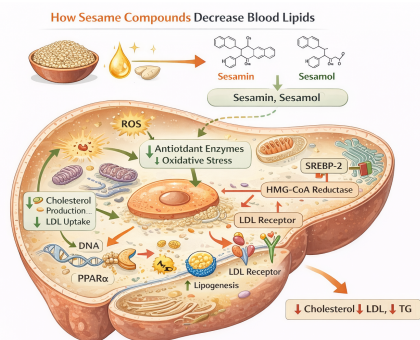 How Sesame Compounds Decrease Blood Lipids
Sesamin
Sesamol
Sesamin, Sesamol
ROS
↓ Antiotdant Enzymes
↓ Oxidative Stress
SREBP-2
HMG-CoA Reductase
LDL Receptor
↓ Cholesterol
↓ Production...
↓ LDL Uptake
DNA
PPARα
LDL Receptor
↑ Lipogenesis
↓ Cholesterol ↓ LDL, ↓ TG